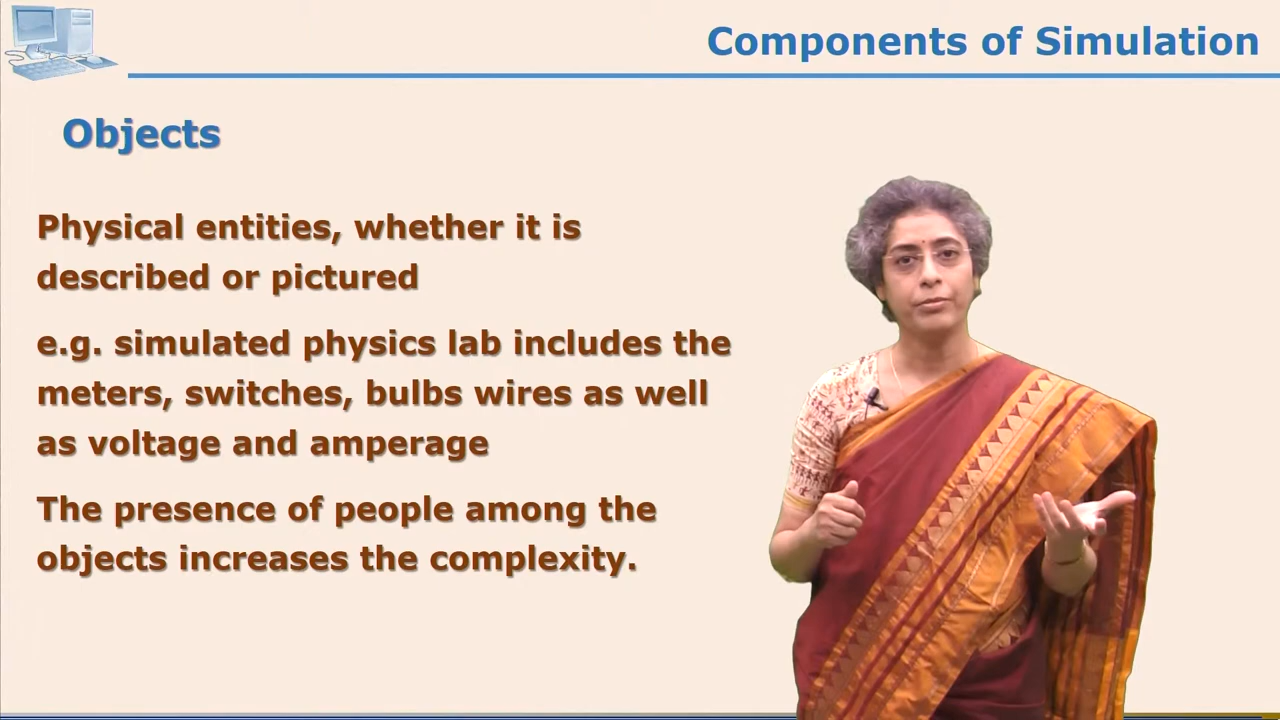 Components of Simulation
Objects
Physical entities, whether it is
described or pictured
e.g. simulated physics lab includes the
meters, switches, bulbs wires as well
as voltage and amperage
The presence of people among the
objects increases the complexity.